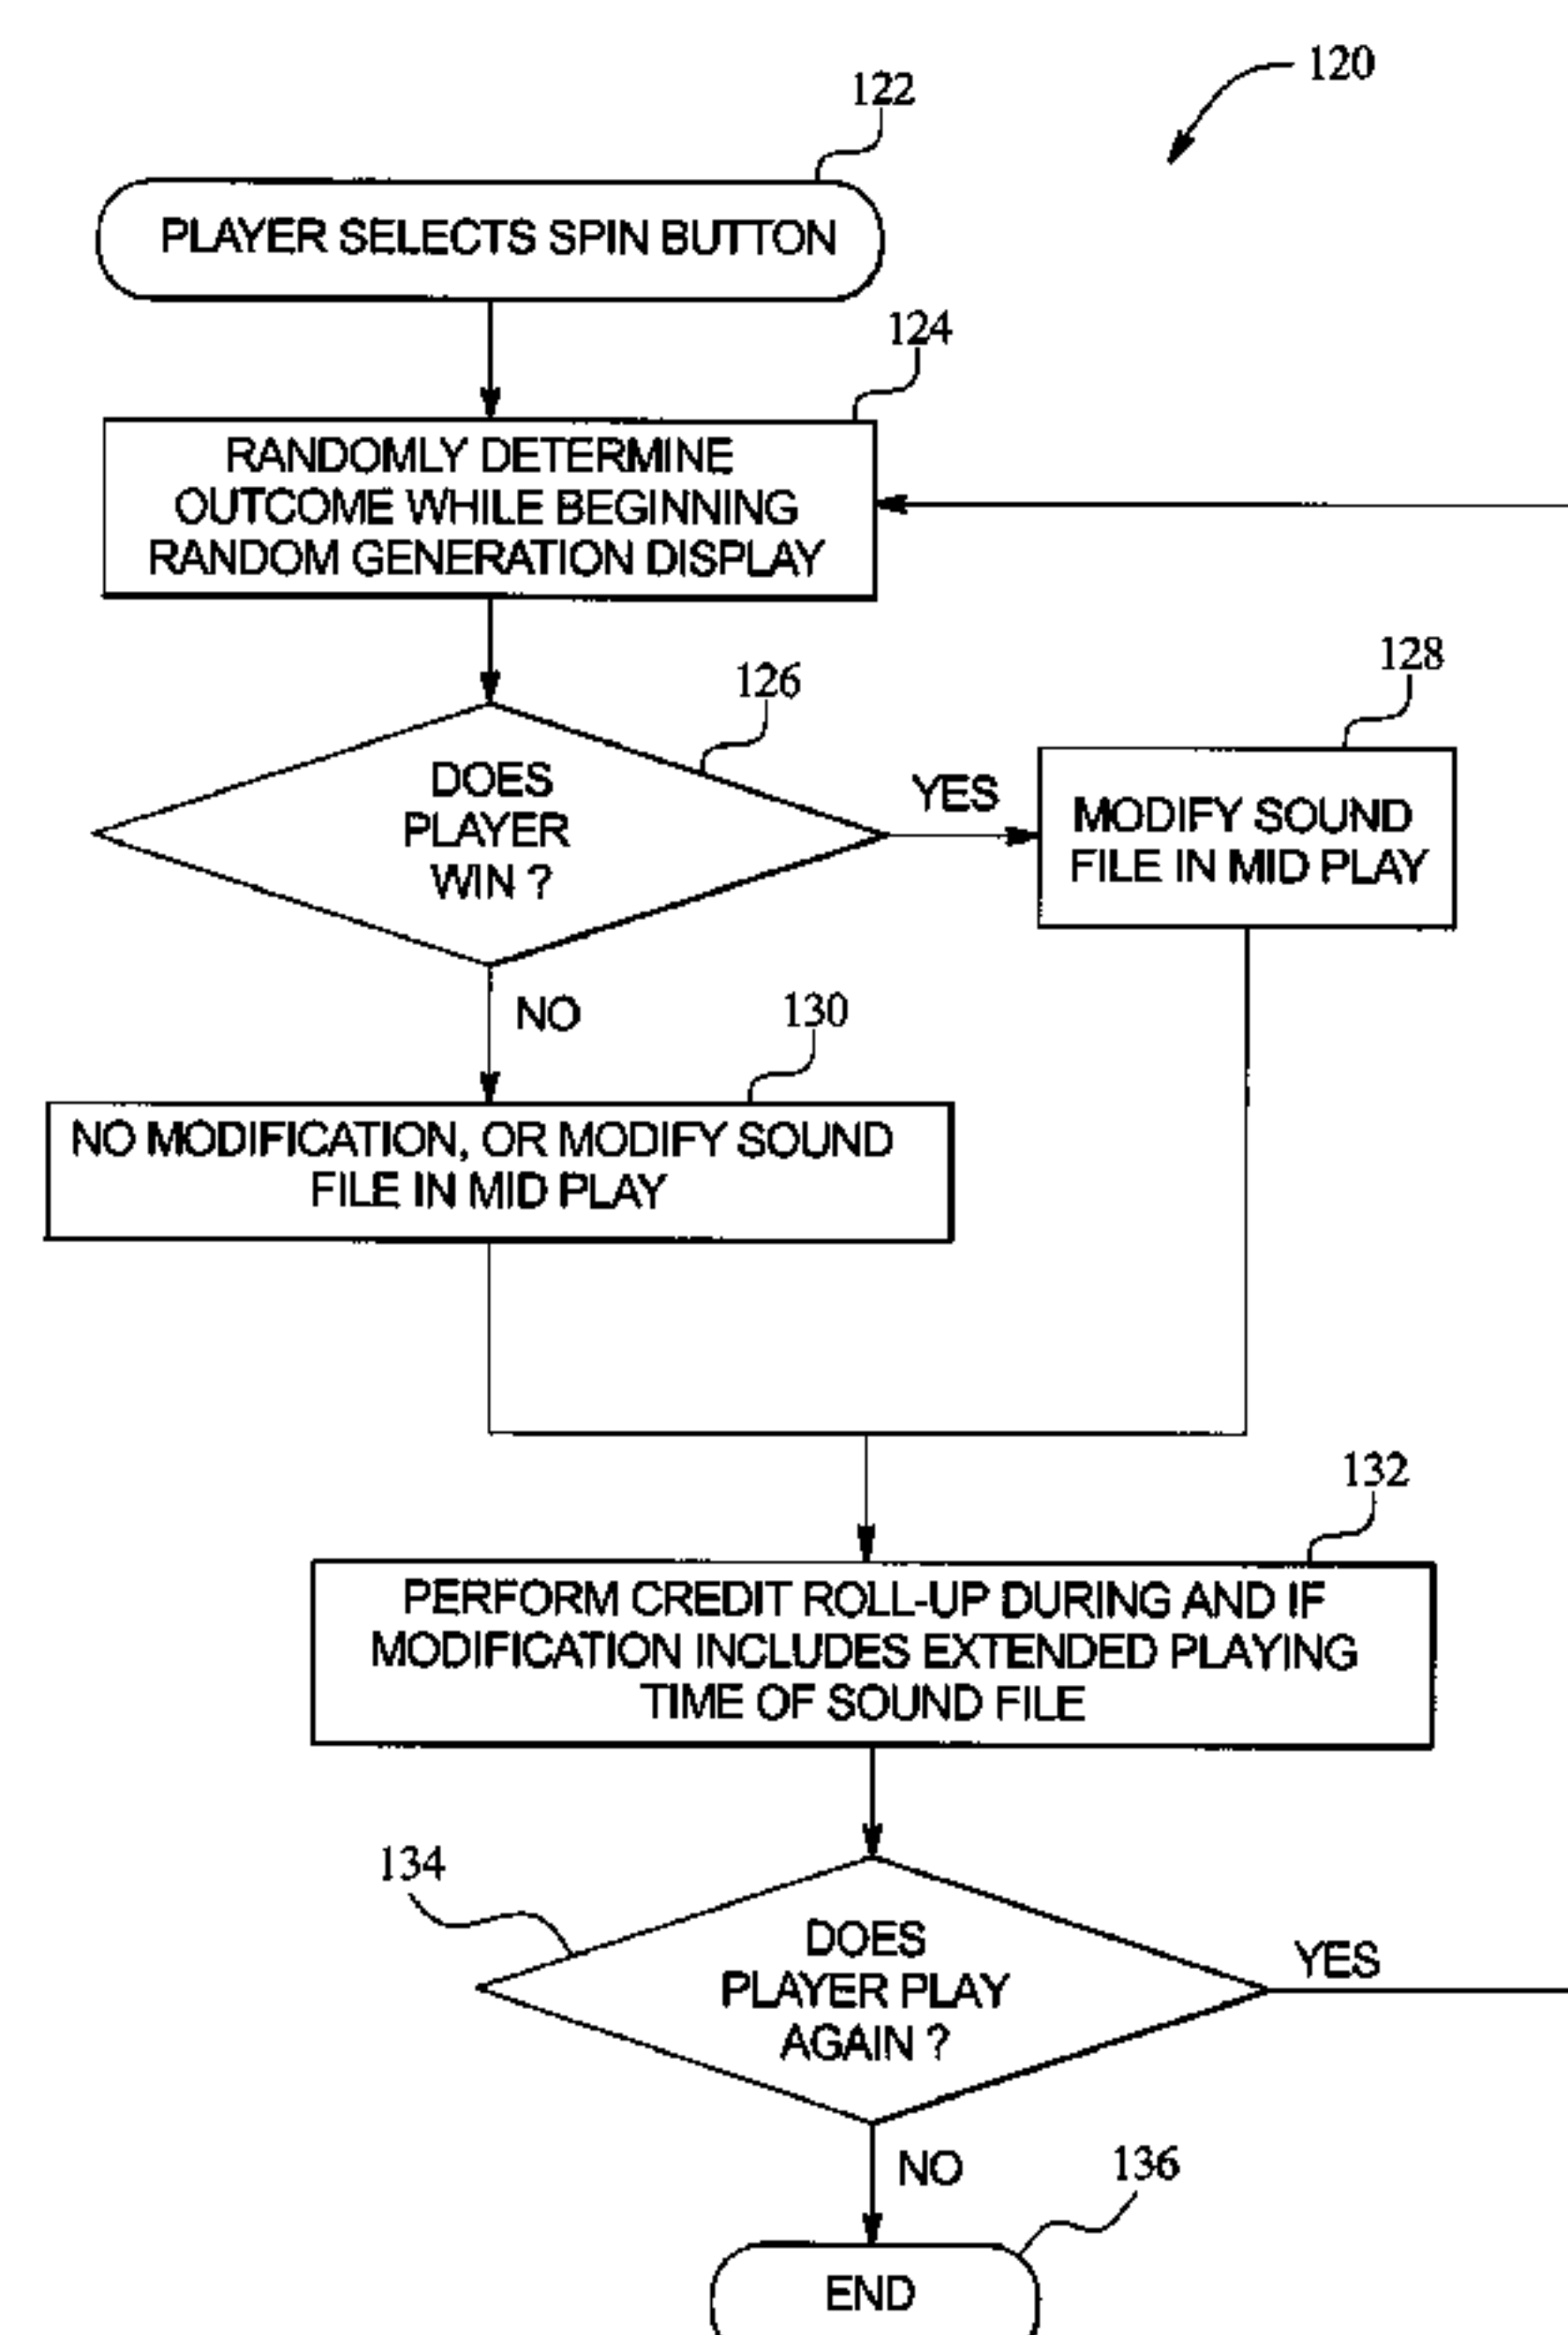 120
122
PLAYER SELECTS SPIN BUTTON
124
RANDOMLY DETERMINE
OUTCOME WHILE BEGINNING
RANDOM GENERATION DISPLAY
126
DOES
PLAYER
WIN ?
YES
128
MODIFY SOUND
FILE IN MID PLAY
NO
130
NO MODIFICATION, OR MODIFY SOUND
FILE IN MID PLAY
132
PERFORM CREDIT ROLL-UP DURING AND IF
MODIFICATION INCLUDES EXTENDED PLAYING
TIME OF SOUND FILE
134
DOES
PLAYER PLAY
AGAIN ?
YES
NO
136
END